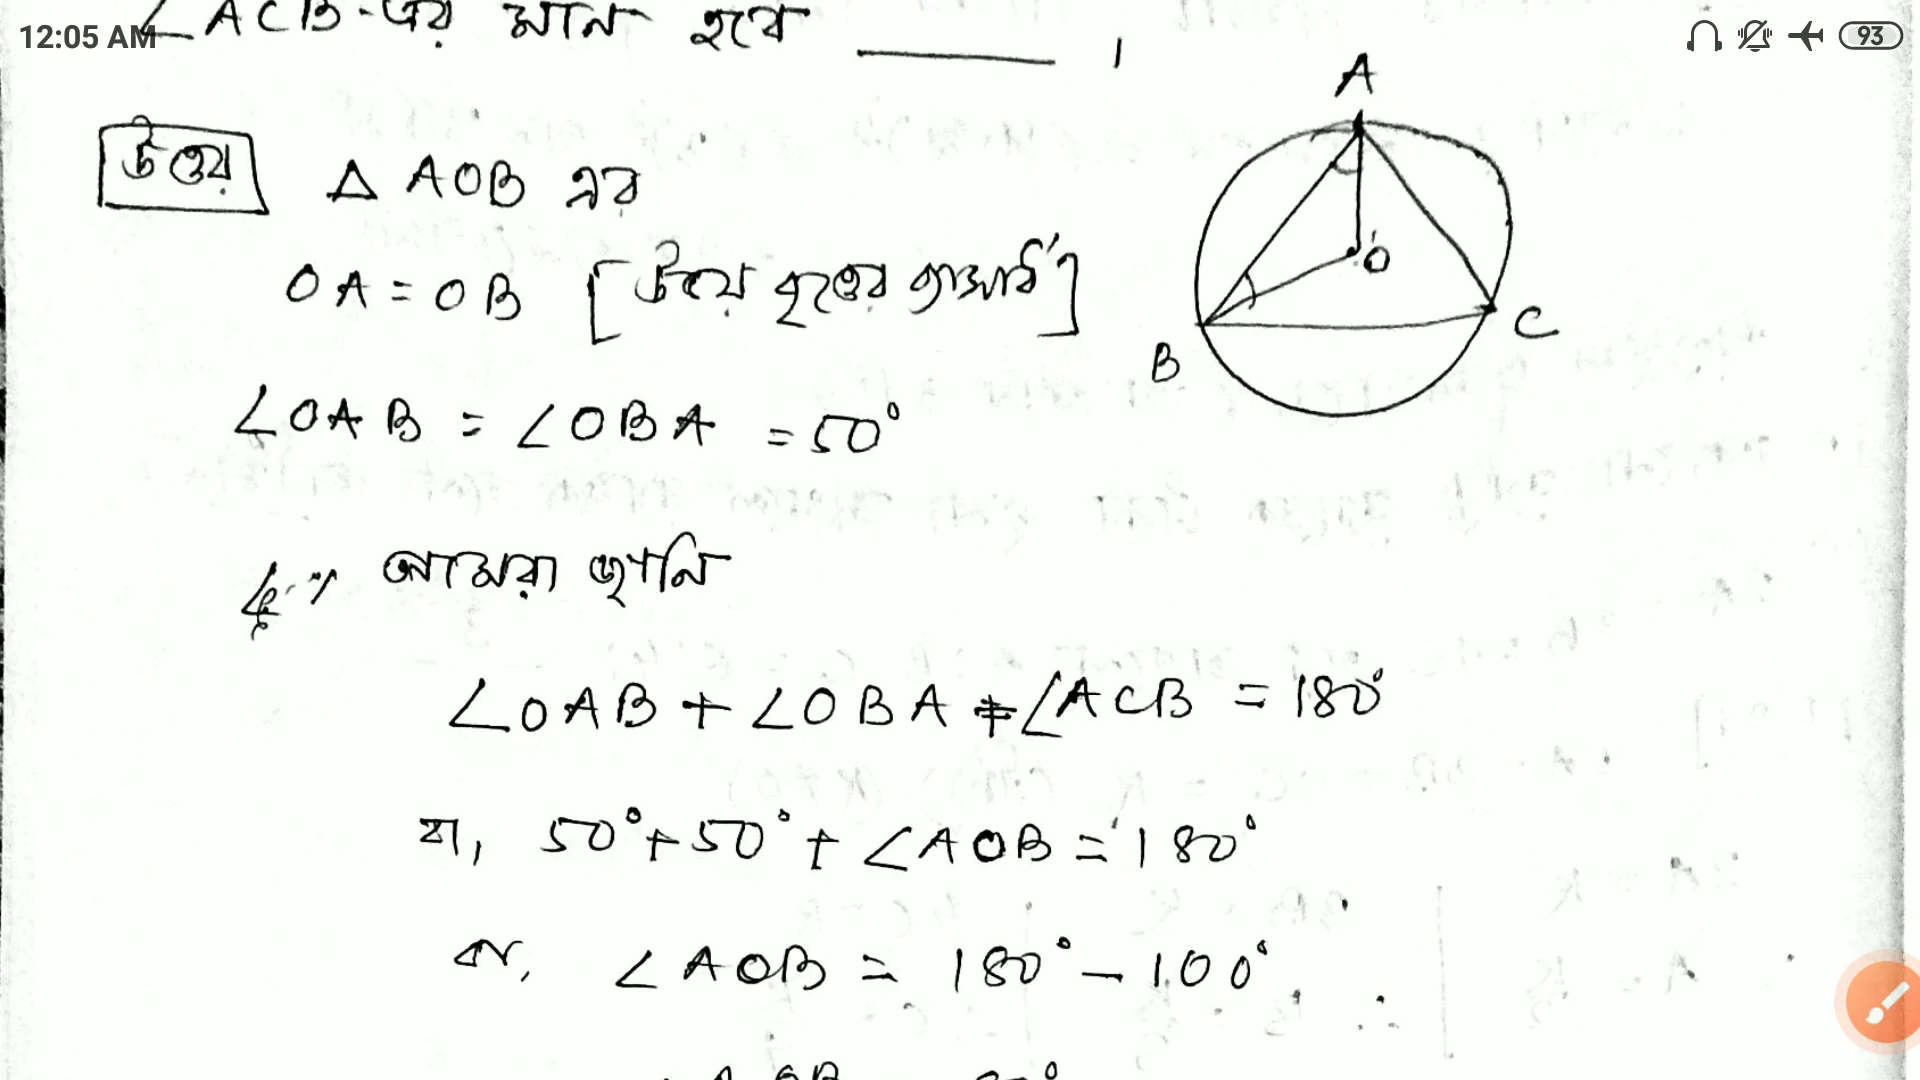 12:05 AM 93
∠ACB-এর মান হবে ______ ।
A
উত্তর △ AOB এর
O
OA = OB [উভয়ে বৃত্তের ব্যাসার্ধ]
C
B
∠OAB = ∠OBA = 50°
আমরা জানি
∠OAB + ∠OBA + ∠ACB = 180°
বা, 50° + 50° + ∠AOB = 180°
বা, ∠AOB = 180° - 100°